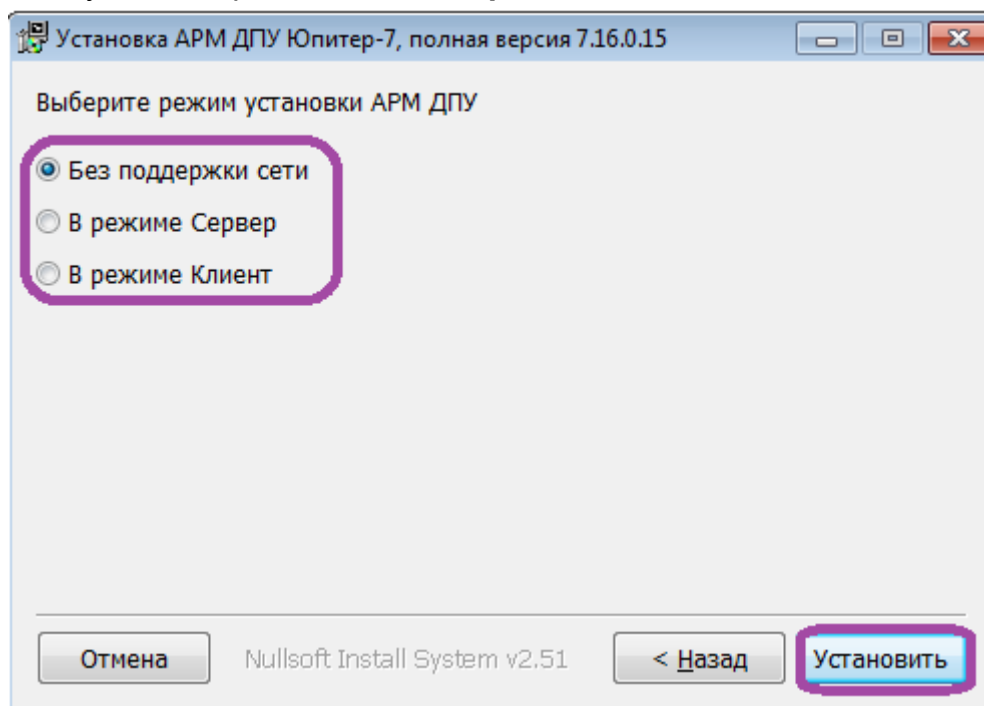 Установка АРМ ДПУ Юпитер-7, полная версия 7.16.0.15
Выберите режим установки АРМ ДПУ
Без поддержки сети
В режиме Сервер
В режиме Клиент
Отмена
Nullsoft Install System v2.51
< Назад
Установить